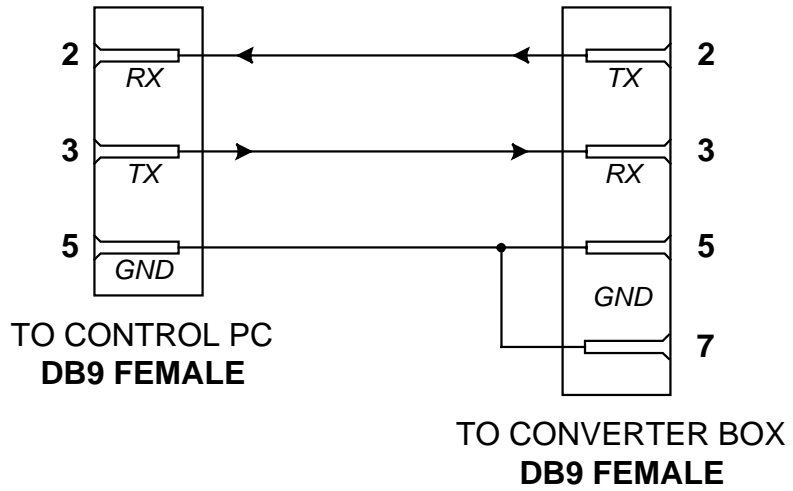 2 RX TX 2
3 TX RX 3
5 GND 5
GND
7
TO CONTROL PC
DB9 FEMALE
TO CONVERTER BOX
DB9 FEMALE